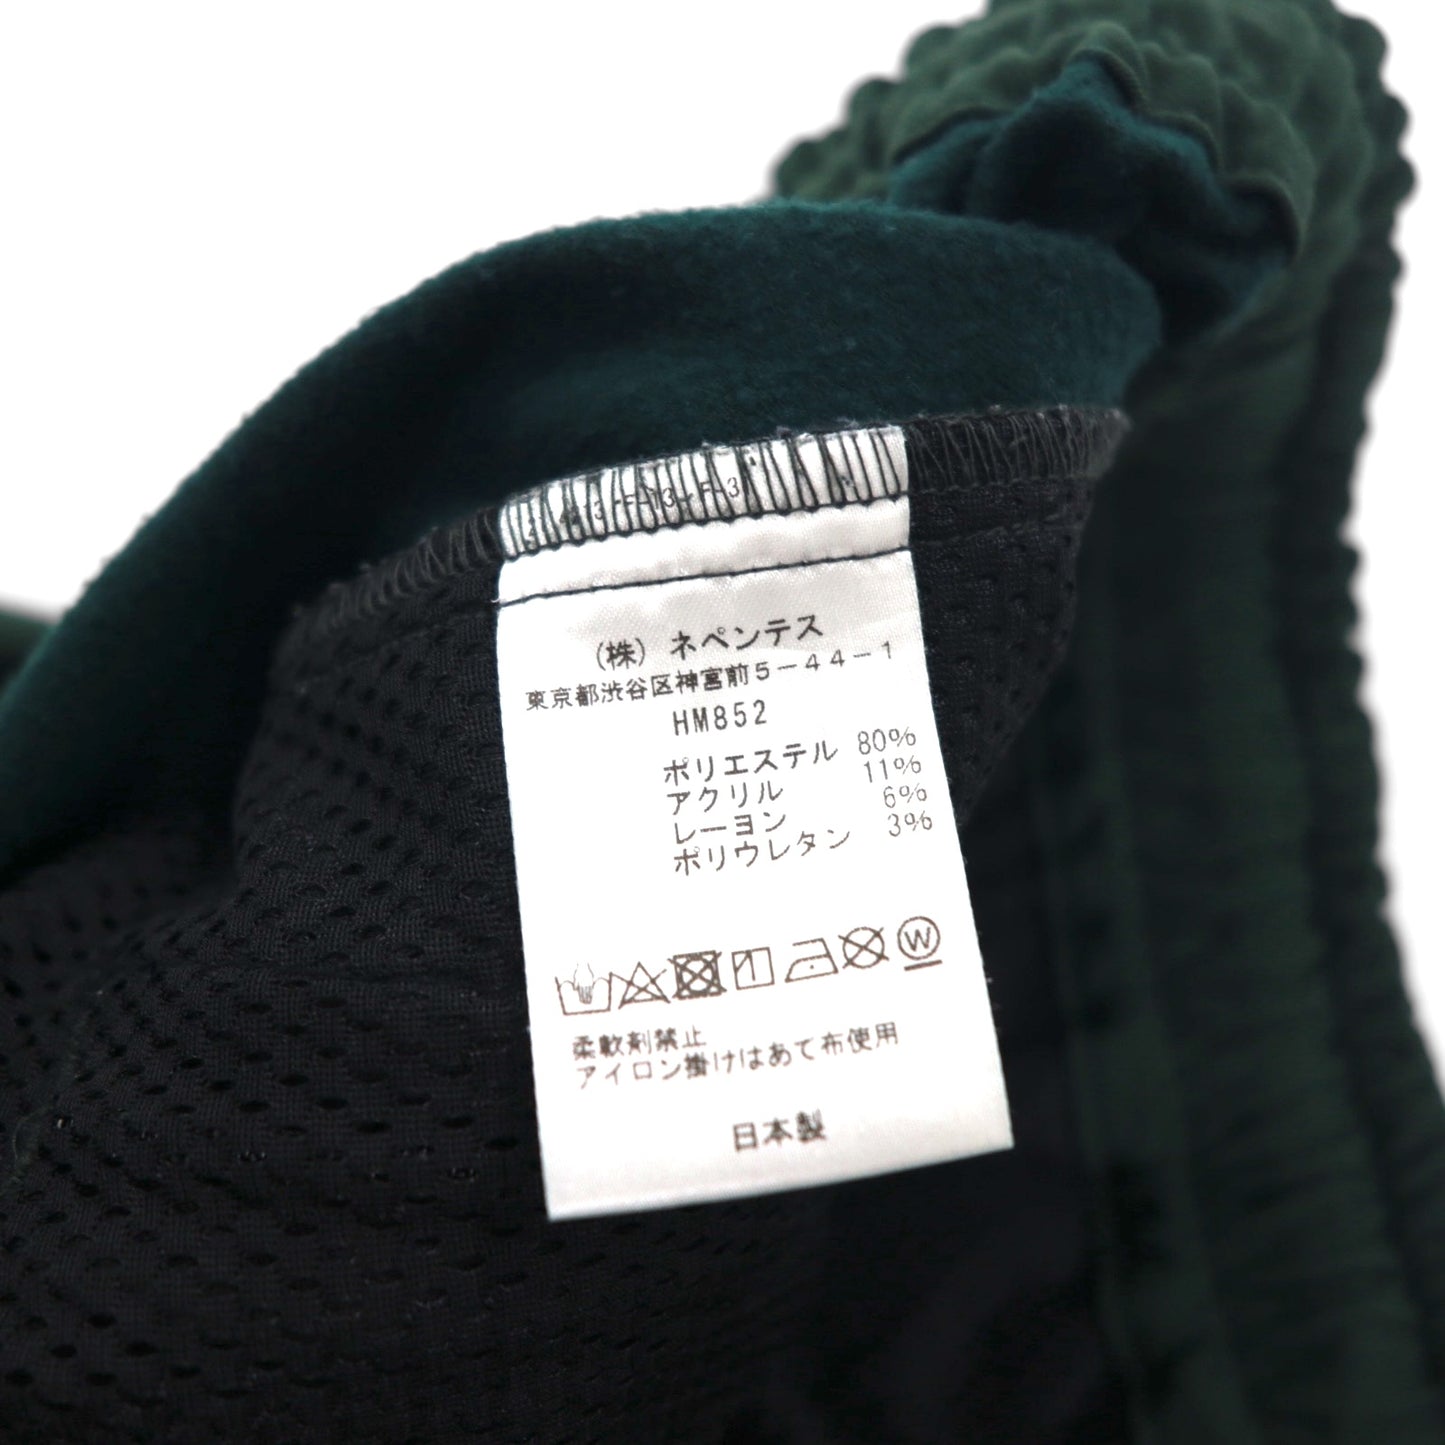 (株) ネペンテス
東京都渋谷区神宮前5-44-1
HM852
ポリエステル 80%
アクリル 11%
レーヨン 6%
ポリウレタン 3%
W
柔軟剤禁止
アイロン掛けはあて布使用
日本製